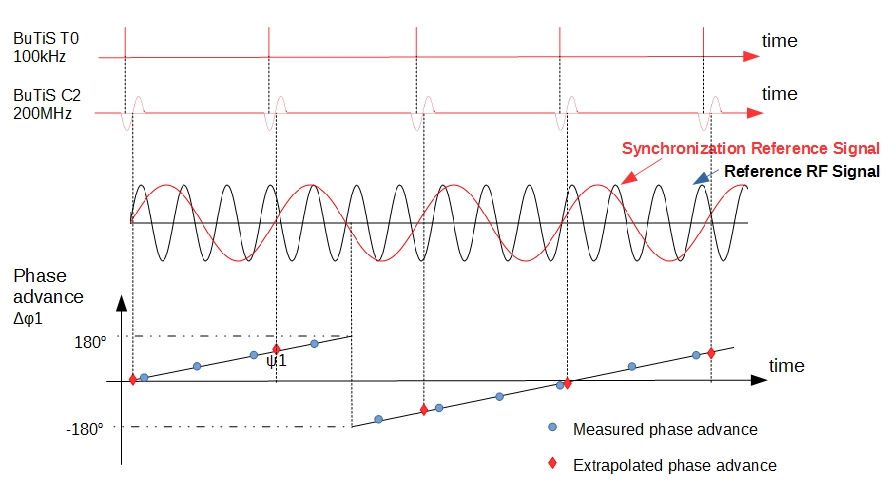 BuTiS T0
100kHz
time
BuTiS C2
200MHz
time
Synchronization Reference Signal
Reference RF Signal
Phase
advance
Δφ1
180°
ψ1
time
-180°
Measured phase advance
Extrapolated phase advance